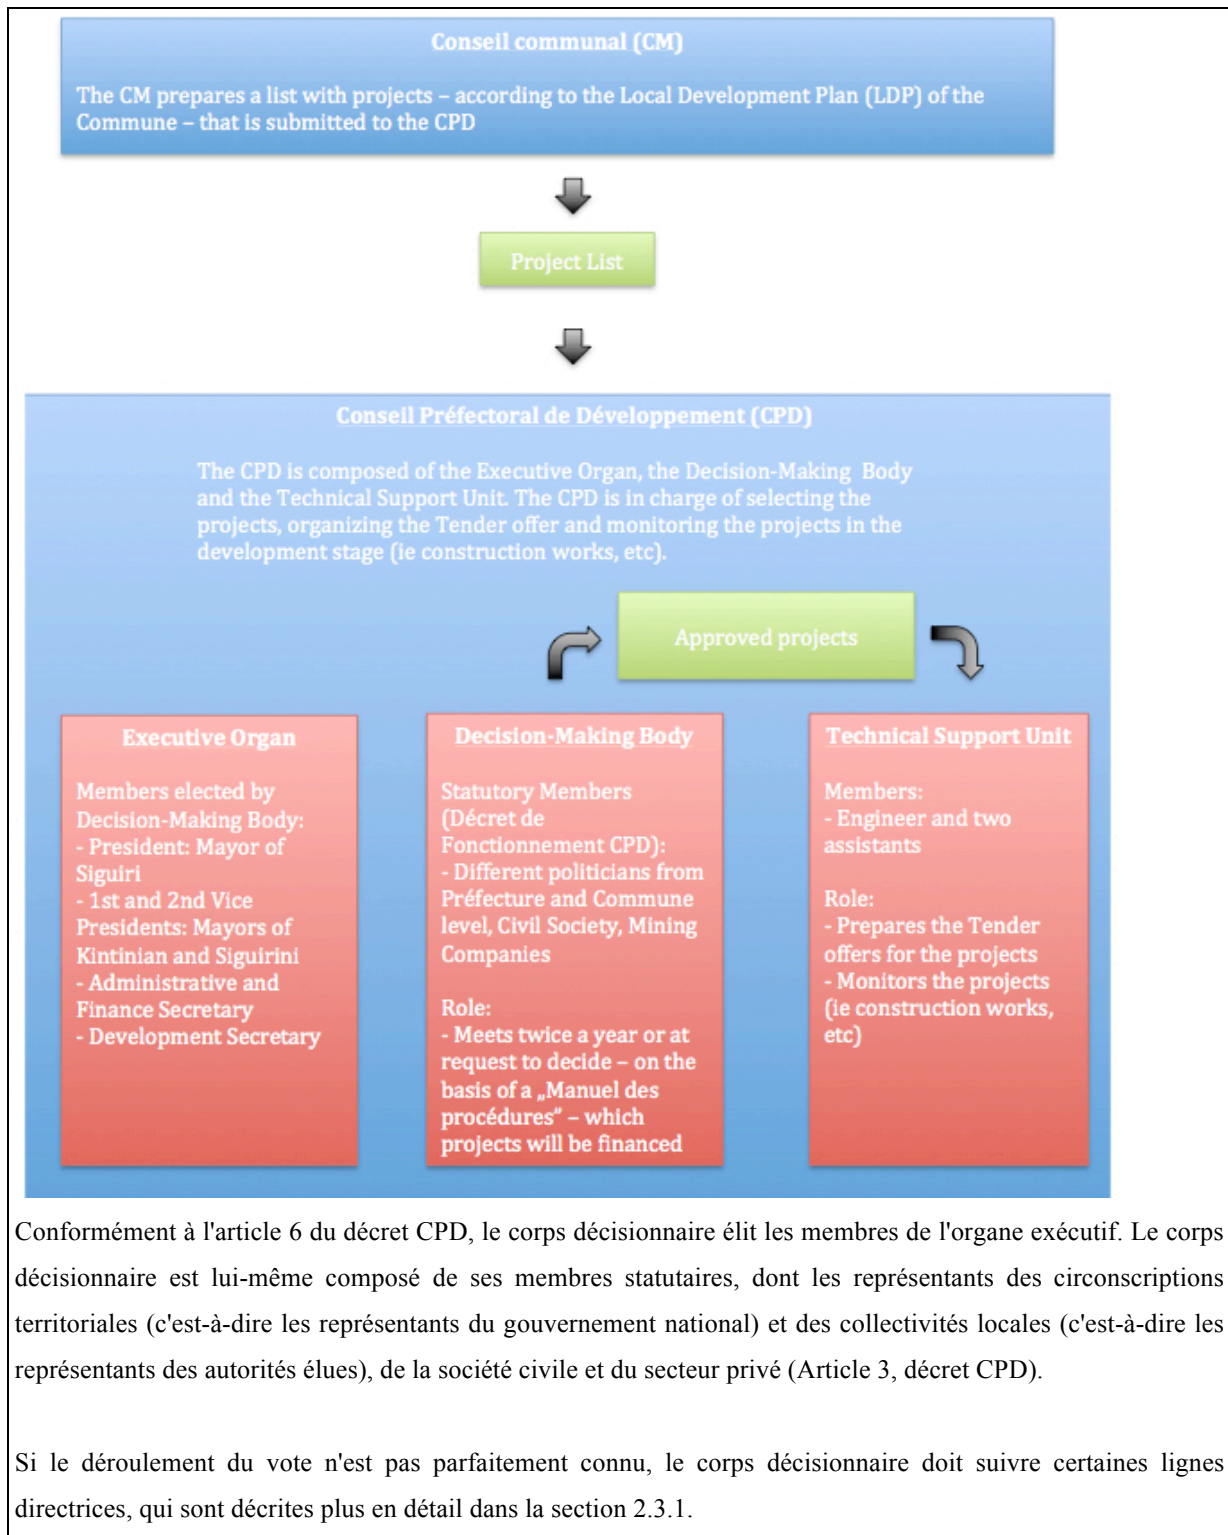 Conseil communal (CM)
The CM prepares a list with projects – according to the Local Development Plan (LDP) of the
Commune – that is submitted to the CPD
Project List
Conseil Préfectoral de Développement (CPD)
The CPD is composed of the Executive Organ, the Decision-Making Body
and the Technical Support Unit. The CPD is in charge of selecting the
projects, organizing the Tender offer and monitoring the projects in the
development stage (ie construction works, etc).
Approved projects
Executive Organ
Members elected by
Decision-Making Body:
- President: Mayor of
Siguiri
- 1st and 2nd Vice
Presidents: Mayors of
Kintinian and Siguirini
- Administrative and
Finance Secretary
- Development Secretary
Decision-Making Body
Statutory Members
(Décret de
Fonctionnement CPD):
- Different politicians from
Préfecture and Commune
level, Civil Society, Mining
Companies
Role:
- Meets twice a year or at
request to decide – on the
basis of a „Manuel des
procédures" – which
projects will be financed
Technical Support Unit
Members:
- Engineer and two
assistants
Role:
- Prepares the Tender
offers for the projects
- Monitors the projects
(ie construction works,
etc)
Conformément à l'article 6 du décret CPD, le corps décisionnaire élit les membres de l'organe exécutif. Le corps
décisionnaire est lui-même composé de ses membres statutaires, dont les représentants des circonscriptions
territoriales (c'est-à-dire les représentants du gouvernement national) et des collectivités locales (c'est-à-dire les
représentants des autorités élues), de la société civile et du secteur privé (Article 3, décret CPD).
Si le déroulement du vote n'est pas parfaitement connu, le corps décisionnaire doit suivre certaines lignes
directrices, qui sont décrites plus en détail dans la section 2.3.1.